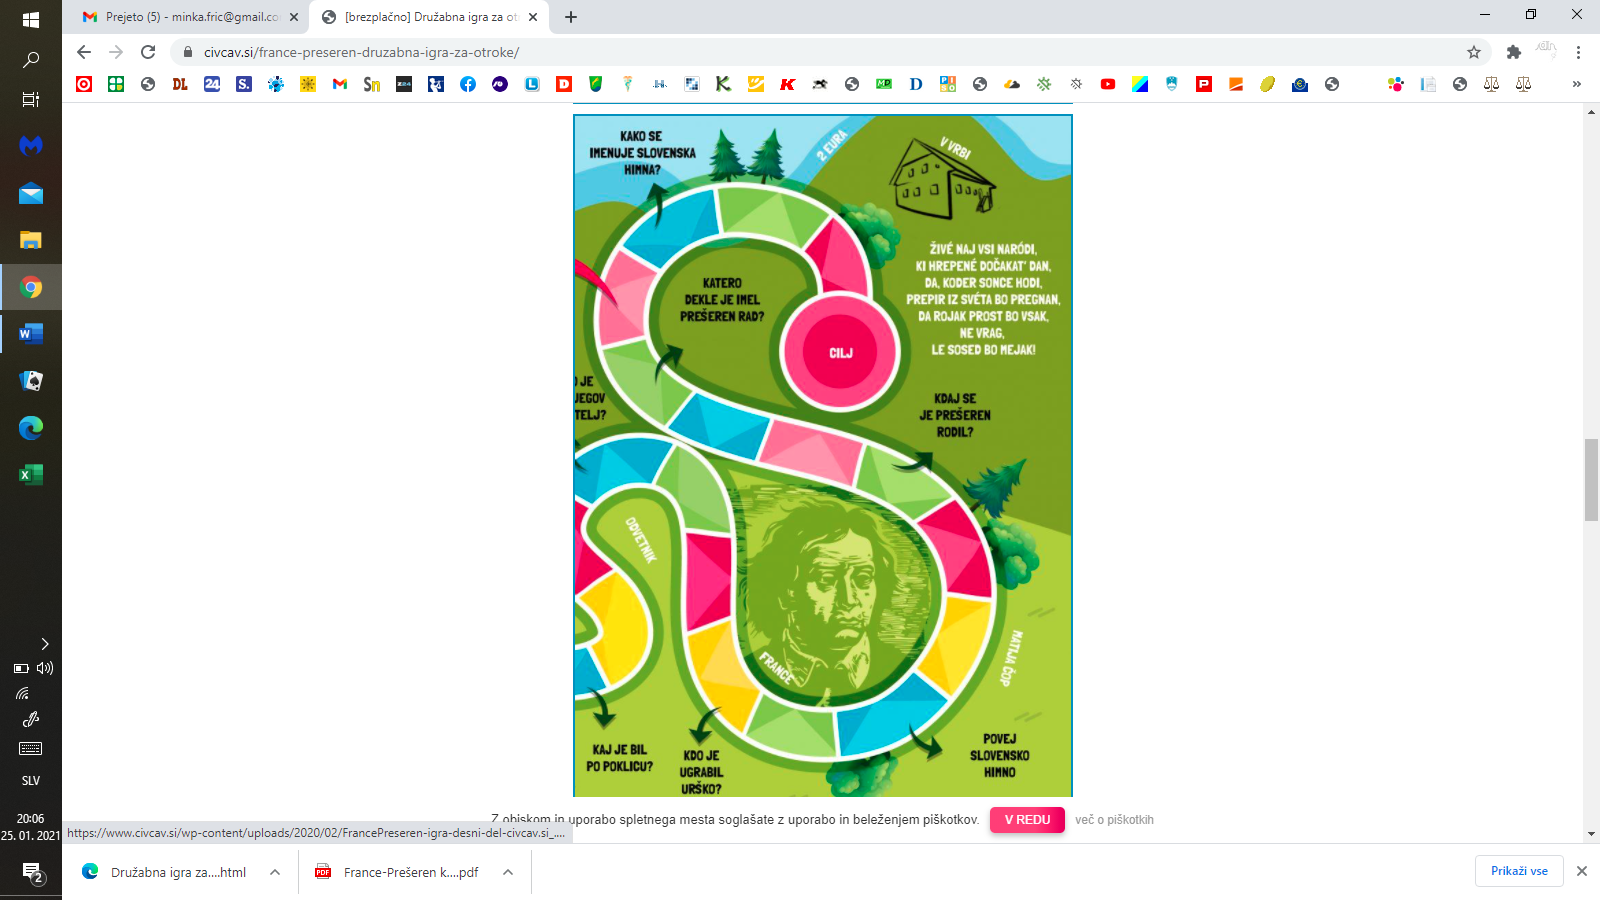 Prejeto (5) - minka.fric@gmail.co
[brezplačno] Družabna igra za ot
civcav.si/france-preseren-druzabna-igra-za-otroke/
KAKO SE
IMENUJE SLOVENSKA
HIMNA?
2 EURA
V VRBI
ŽIVÉ NAJ VSI NARÓDI,
KI HREPENÉ DOČAKAT' DAN,
DA, KODER SONCE HODI,
PREPIR IZ SVÉTA BO PREGNAN,
DA ROJAK PROST BO VSAK,
NE VRAG,
LE SOSED BO MEJAK!
KATERO
DEKLE JE IMEL
PREŠEREN RAD?
CILJ
O JE
JEGOV
TELJ?
KDAJ SE
JE PREŠEREN
RODIL?
ODVETNIK
FRANCE
MATIJA ČOP
KAJ JE BIL
PO POKLICU?
KDO JE
UGRABIL
URŠKO?
POVEJ
SLOVENSKO
HIMNO
Z obiskom in uporabo spletnega mesta soglašate z uporabo in beleženjem piškotkov.
V REDU
več o piškotkih
https://www.civcav.si/wp-content/uploads/2020/02/FrancePreseren-igra-desni-del-civcav.si_....
SLV
20:06
25. 01. 2021
2
Družabna igra za....html
France-Prešeren k....pdf
Prikaži vse